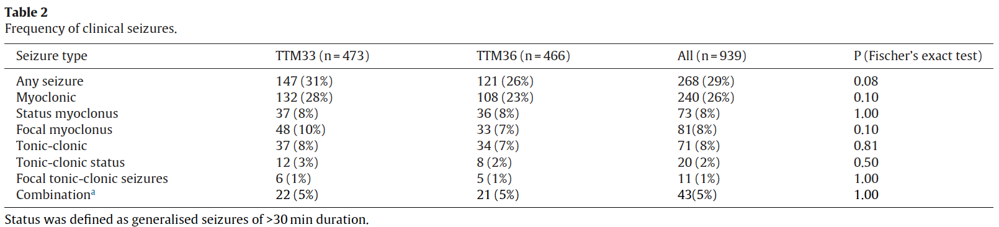 Table 2
Frequency of clinical seizures.
Seizure type TTM33 (n = 473) TTM36 (n = 466) All (n = 939) P (Fischer's exact test)
Any seizure 147 (31%) 121 (26%) 268 (29%) 0.08
Myoclonic 132 (28%) 108 (23%) 240 (26%) 0.10
Status myoclonus 37 (8%) 36 (8%) 73 (8%) 1.00
Focal myoclonus 48 (10%) 33 (7%) 81(8%) 0.10
Tonic-clonic 37 (8%) 34 (7%) 71 (8%) 0.81
Tonic-clonic status 12 (3%) 8 (2%) 20 (2%) 0.50
Focal tonic-clonic seizures 6 (1%) 5 (1%) 11 (1%) 1.00
Combinationa 22 (5%) 21 (5%) 43(5%) 1.00
Status was defined as generalised seizures of >30 min duration.